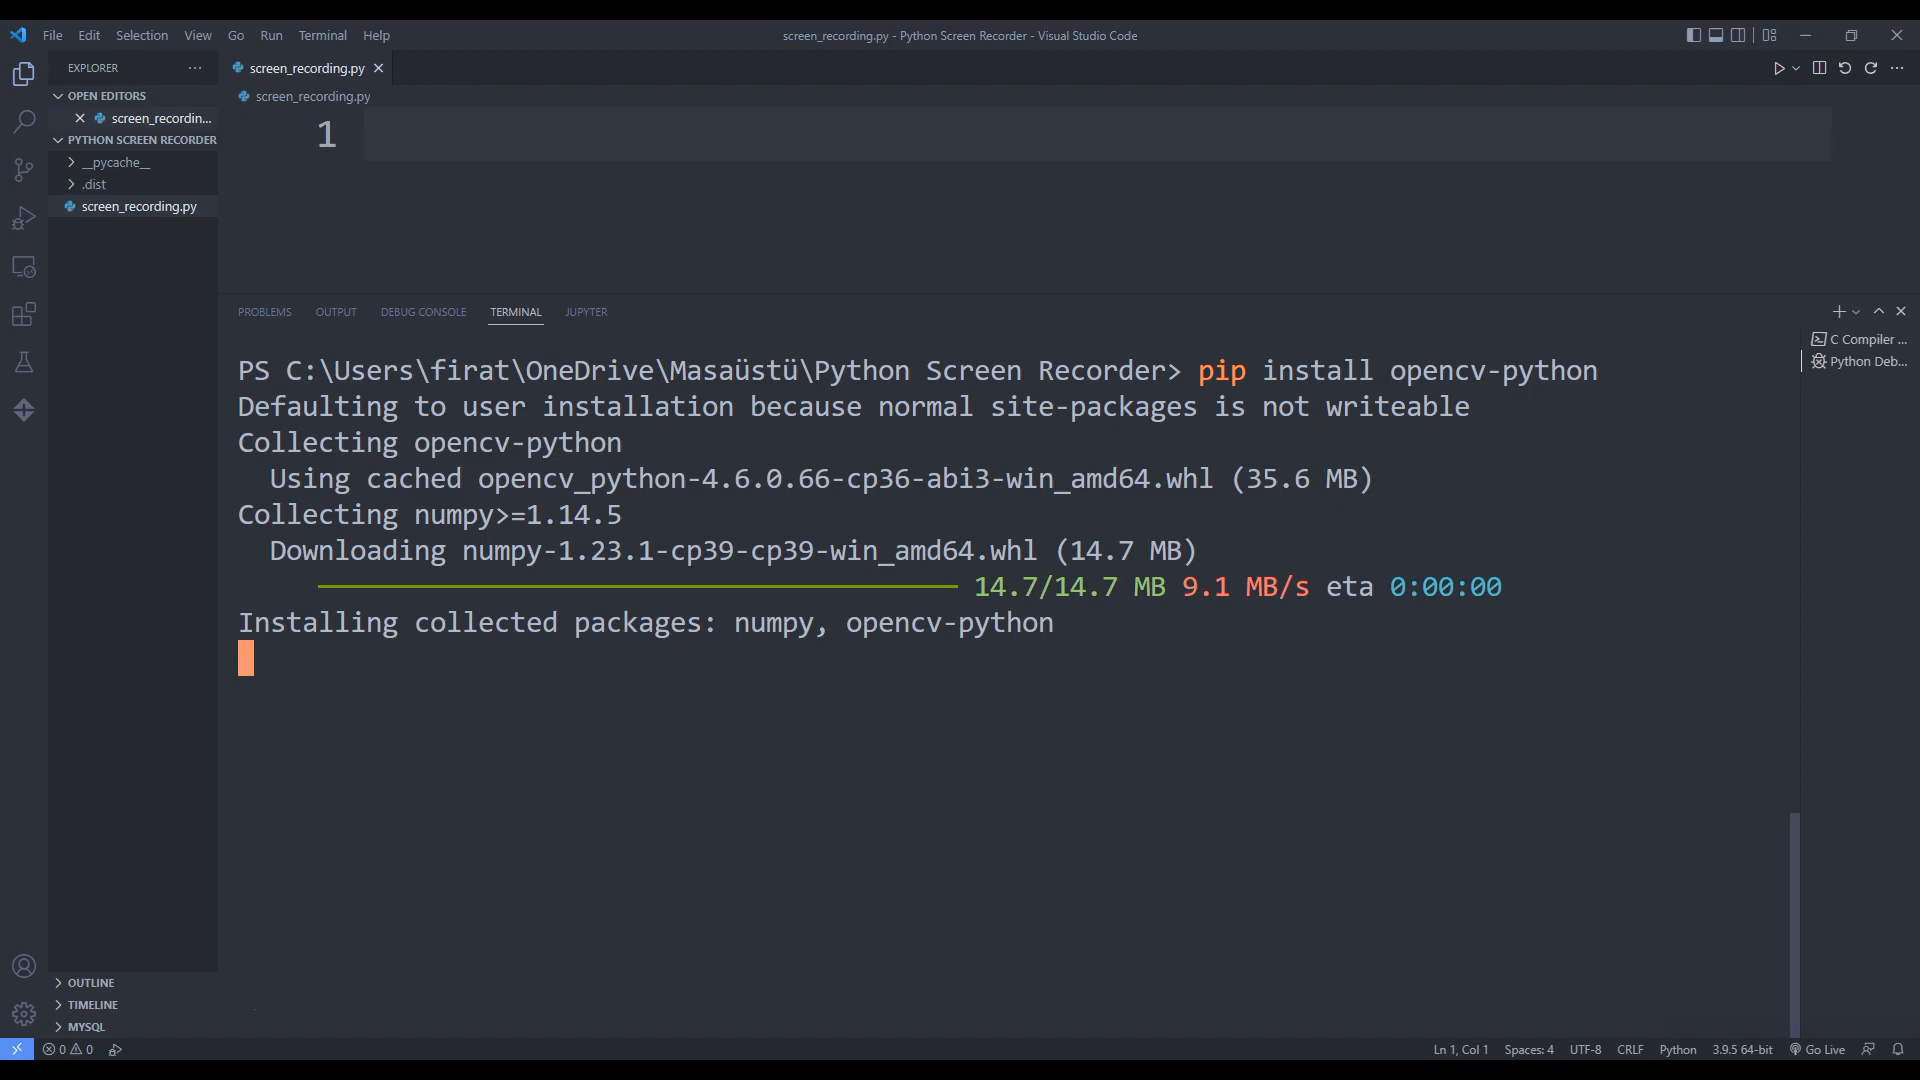 File Edit Selection View Go Run Terminal Help
screen_recording.py - Python Screen Recorder - Visual Studio Code
EXPLORER
OPEN EDITORS
screen_recordin...
PYTHON SCREEN RECORDER
__pycache__
.dist
screen_recording.py
screen_recording.py
screen_recording.py
1
PROBLEMS OUTPUT DEBUG CONSOLE TERMINAL JUPYTER
C Compiler ...
Python Deb...
PS C:\Users\firat\OneDrive\Masaüstü\Python Screen Recorder> pip install opencv-python
Defaulting to user installation because normal site-packages is not writeable
Collecting opencv-python
Using cached opencv_python-4.6.0.66-cp36-abi3-win_amd64.whl (35.6 MB)
Collecting numpy>=1.14.5
Downloading numpy-1.23.1-cp39-cp39-win_amd64.whl (14.7 MB)
14.7/14.7 MB 9.1 MB/s eta 0:00:00
Installing collected packages: numpy, opencv-python
OUTLINE
TIMELINE
MYSQL
0 0
Ln 1, Col 1 Spaces: 4 UTF-8 CRLF Python 3.9.5 64-bit Go Live